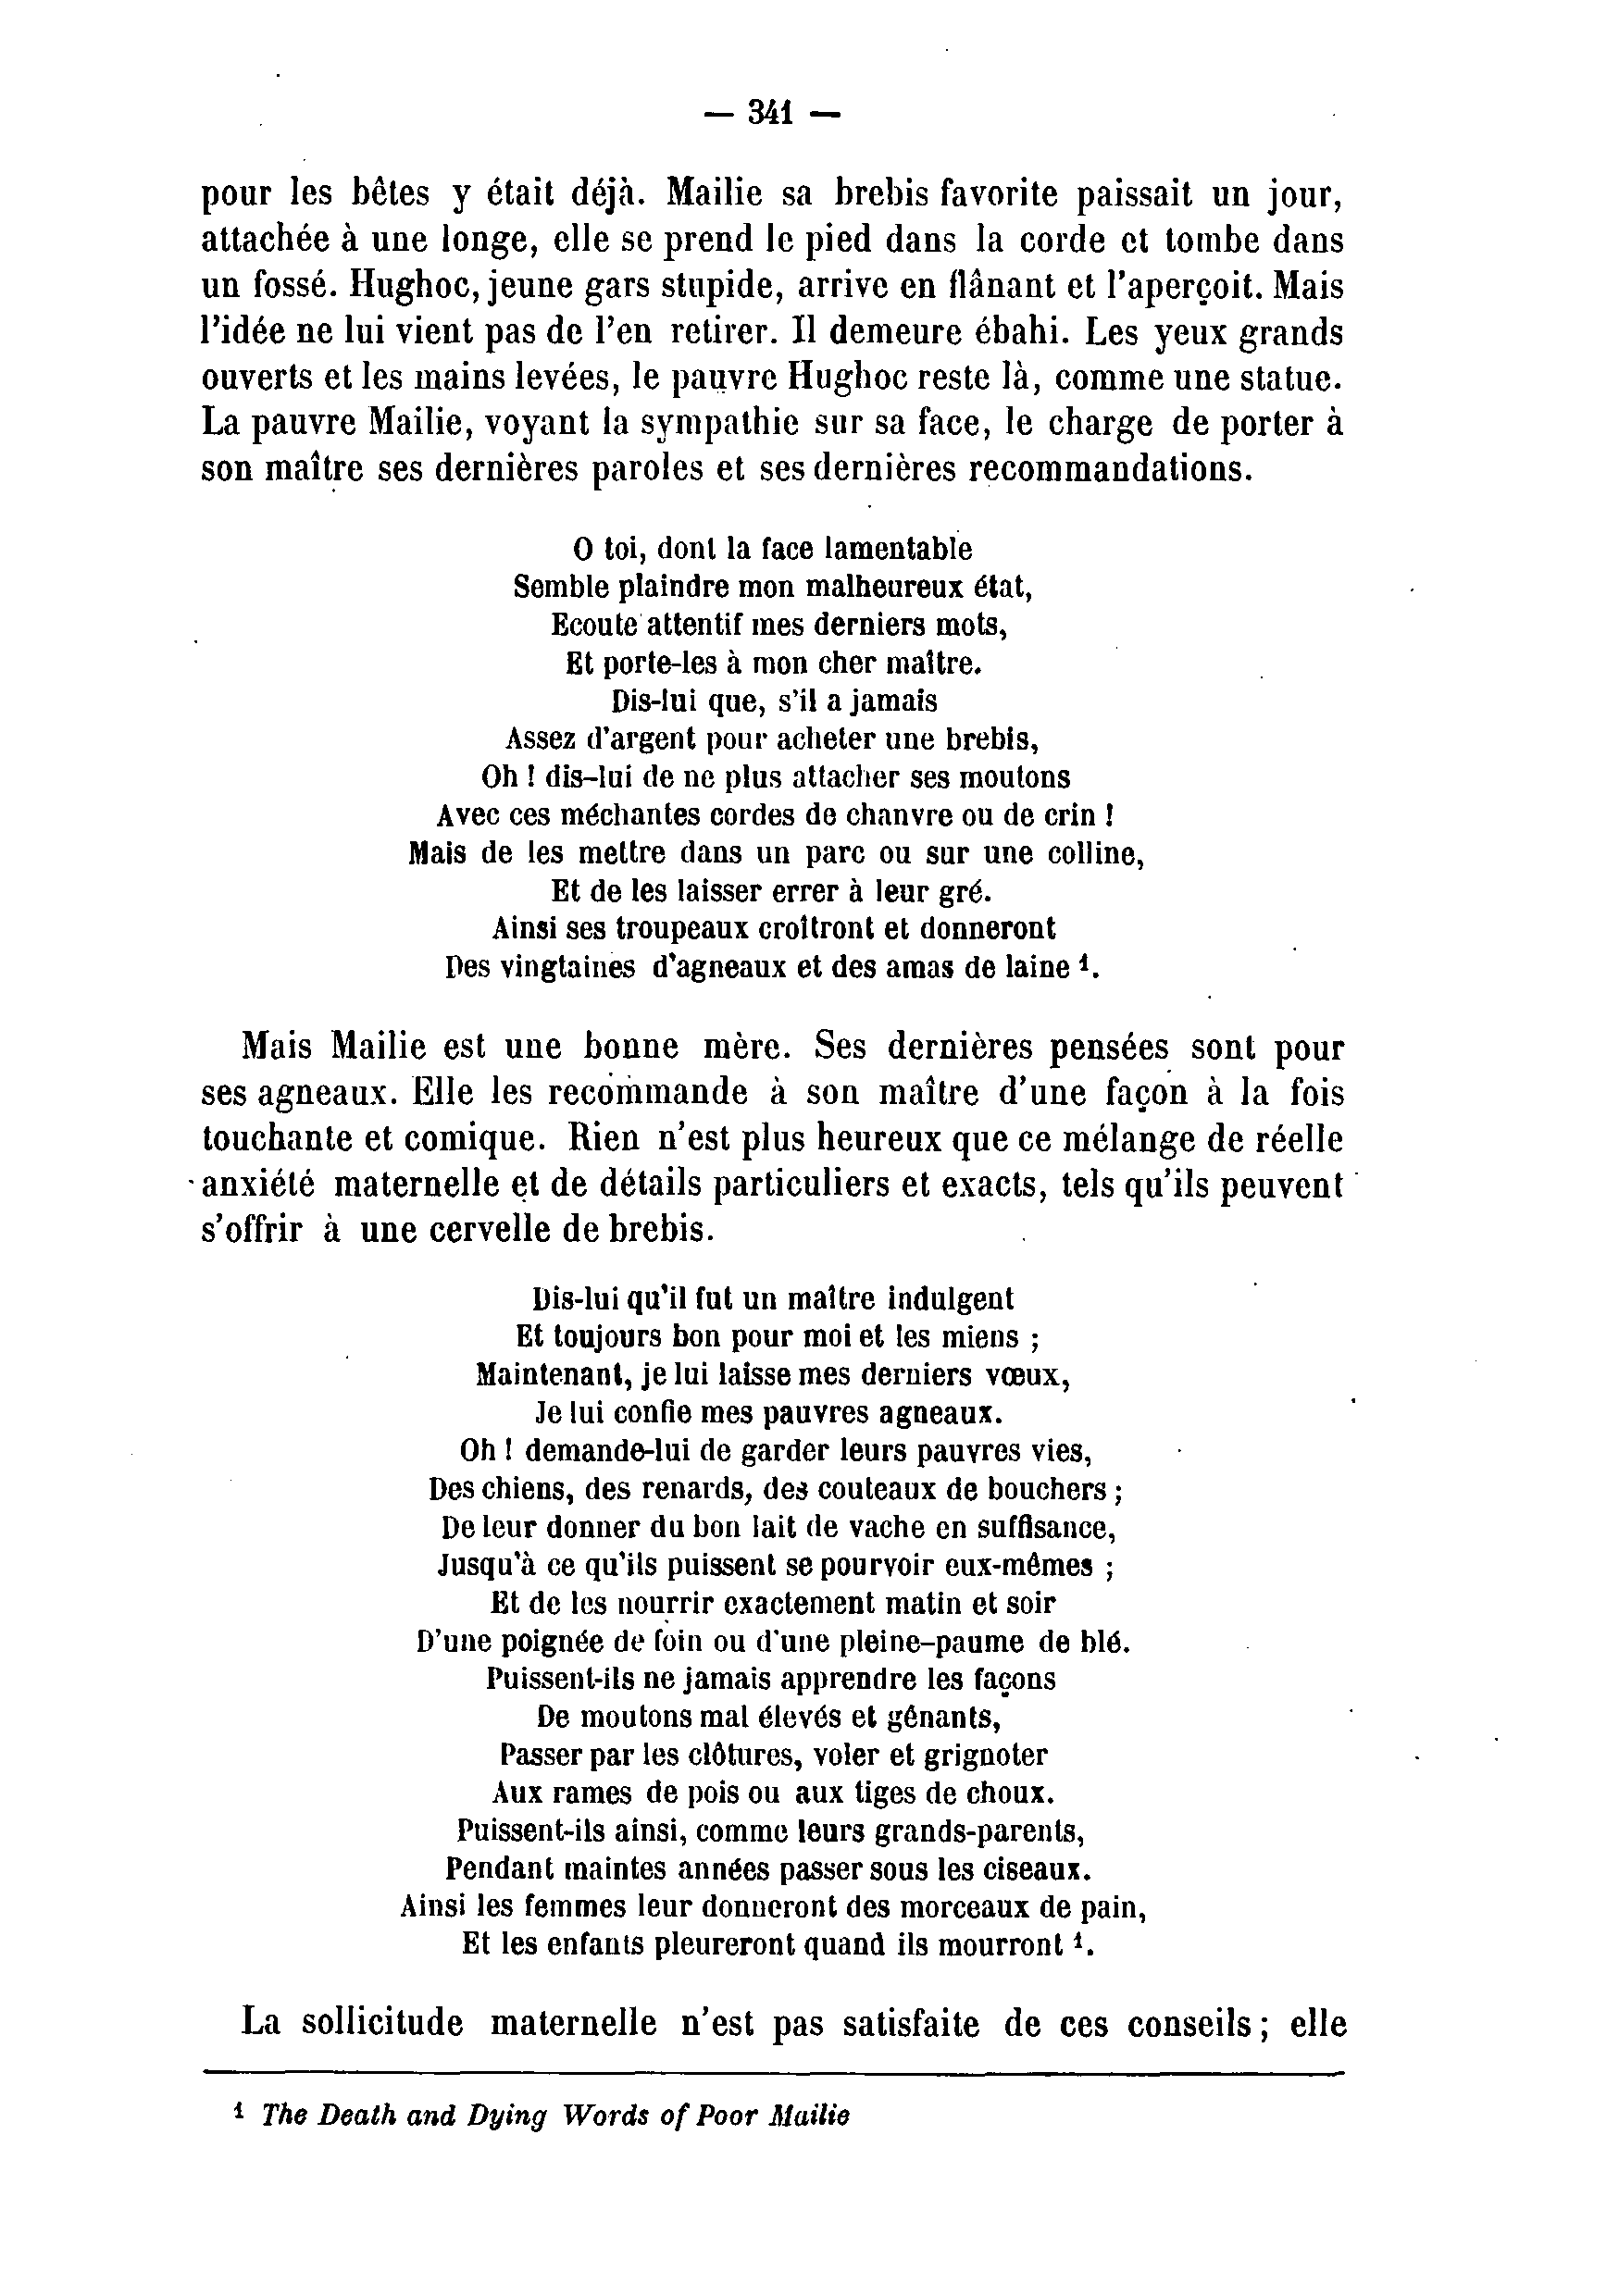 — 341 —
pour les bêtes y était déjà. Mailie sa brebis favorite paissait un jour,
attachée à une longe, elle se prend le pied dans la corde et tombe dans
un fossé. Hughoc, jeune gars stupide, arrive en flânant et l'aperçoit. Mais
l'idée ne lui vient pas de l'en retirer. Il demeure ébahi. Les yeux grands
ouverts et les mains levées, le pauvre Hughoc reste là, comme une statue.
La pauvre Mailie, voyant la sympathie sur sa face, le charge de porter à
son maître ses dernières paroles et ses dernières recommandations.
O toi, dont la face lamentable
Semble plaindre mon malheureux état,
Ecoute attentif mes derniers mots,
Et porte-les à mon cher maître.
Dis-lui que, s'il a jamais
Assez d'argent pour acheter une brebis,
Oh ! dis-lui de ne plus attacher ses moutons
Avec ces méchantes cordes de chanvre ou de crin !
Mais de les mettre dans un parc ou sur une colline,
Et de les laisser errer à leur gré.
Ainsi ses troupeaux croîtront et donneront
Des vingtaines d'agneaux et des amas de laine 1.
Mais Mailie est une bonne mère. Ses dernières pensées sont pour
ses agneaux. Elle les recommande à son maître d'une façon à la fois
touchante et comique. Rien n'est plus heureux que ce mélange de réelle
anxiété maternelle et de détails particuliers et exacts, tels qu'ils peuvent
s'offrir à une cervelle de brebis.
Dis-lui qu'il fut un maître indulgent
Et toujours bon pour moi et les miens ;
Maintenant, je lui laisse mes derniers vœux,
Je lui confie mes pauvres agneaux.
Oh ! demande-lui de garder leurs pauvres vies,
Des chiens, des renards, des couteaux de bouchers ;
De leur donner du bon lait de vache en suffisance,
Jusqu'à ce qu'ils puissent se pourvoir eux-mêmes ;
Et de les nourrir exactement matin et soir
D'une poignée de foin ou d'une pleine-paume de blé.
Puissent-ils ne jamais apprendre les façons
De moutons mal élevés et gênants,
Passer par les clôtures, voler et grignoter
Aux rames de pois ou aux tiges de choux.
Puissent-ils ainsi, comme leurs grands-parents,
Pendant maintes années passer sous les ciseaux.
Ainsi les femmes leur donneront des morceaux de pain,
Et les enfants pleureront quand ils mourront 1.
La sollicitude maternelle n'est pas satisfaite de ces conseils ; elle
1 The Death and Dying Words of Poor Mailie